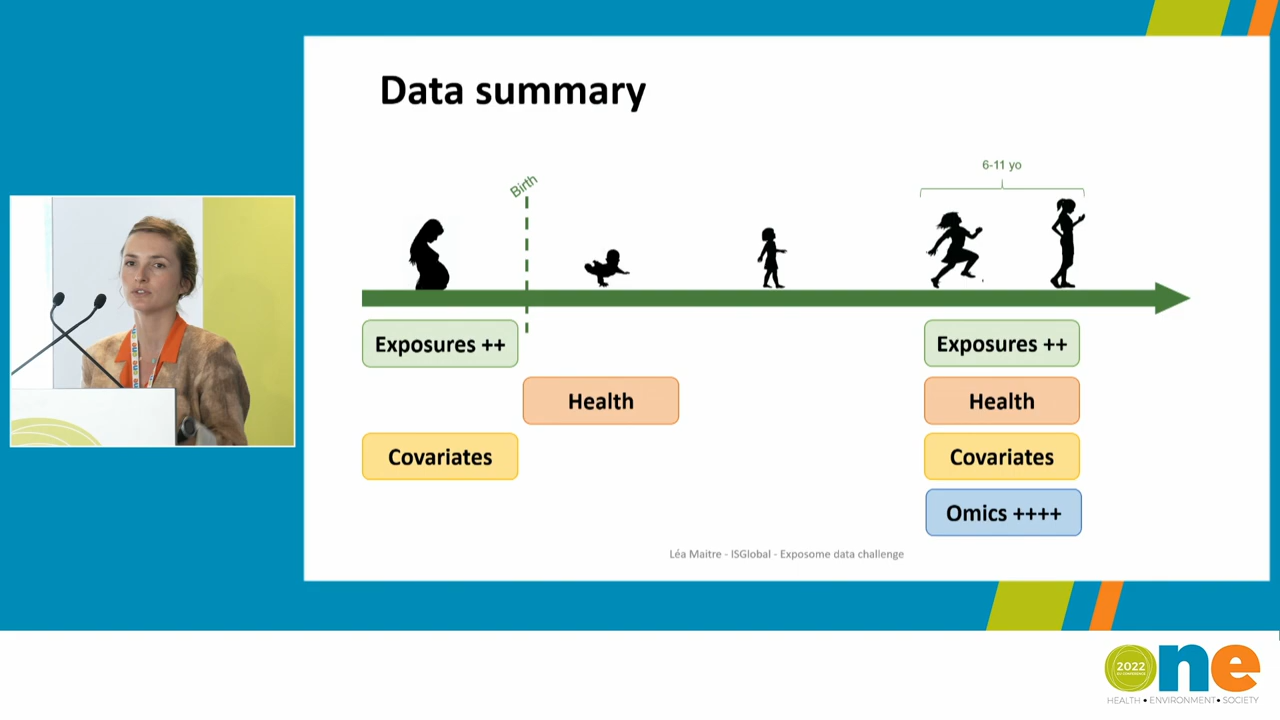 Data summary
6-11 yo
Birth
Exposures ++
Exposures ++
Health
Health
Covariates
Covariates
Omics ++++
Léa Maitre - ISGlobal - Exposome data challenge
2022
one
HEALTH • ENVIRONMENT • SOCIETY